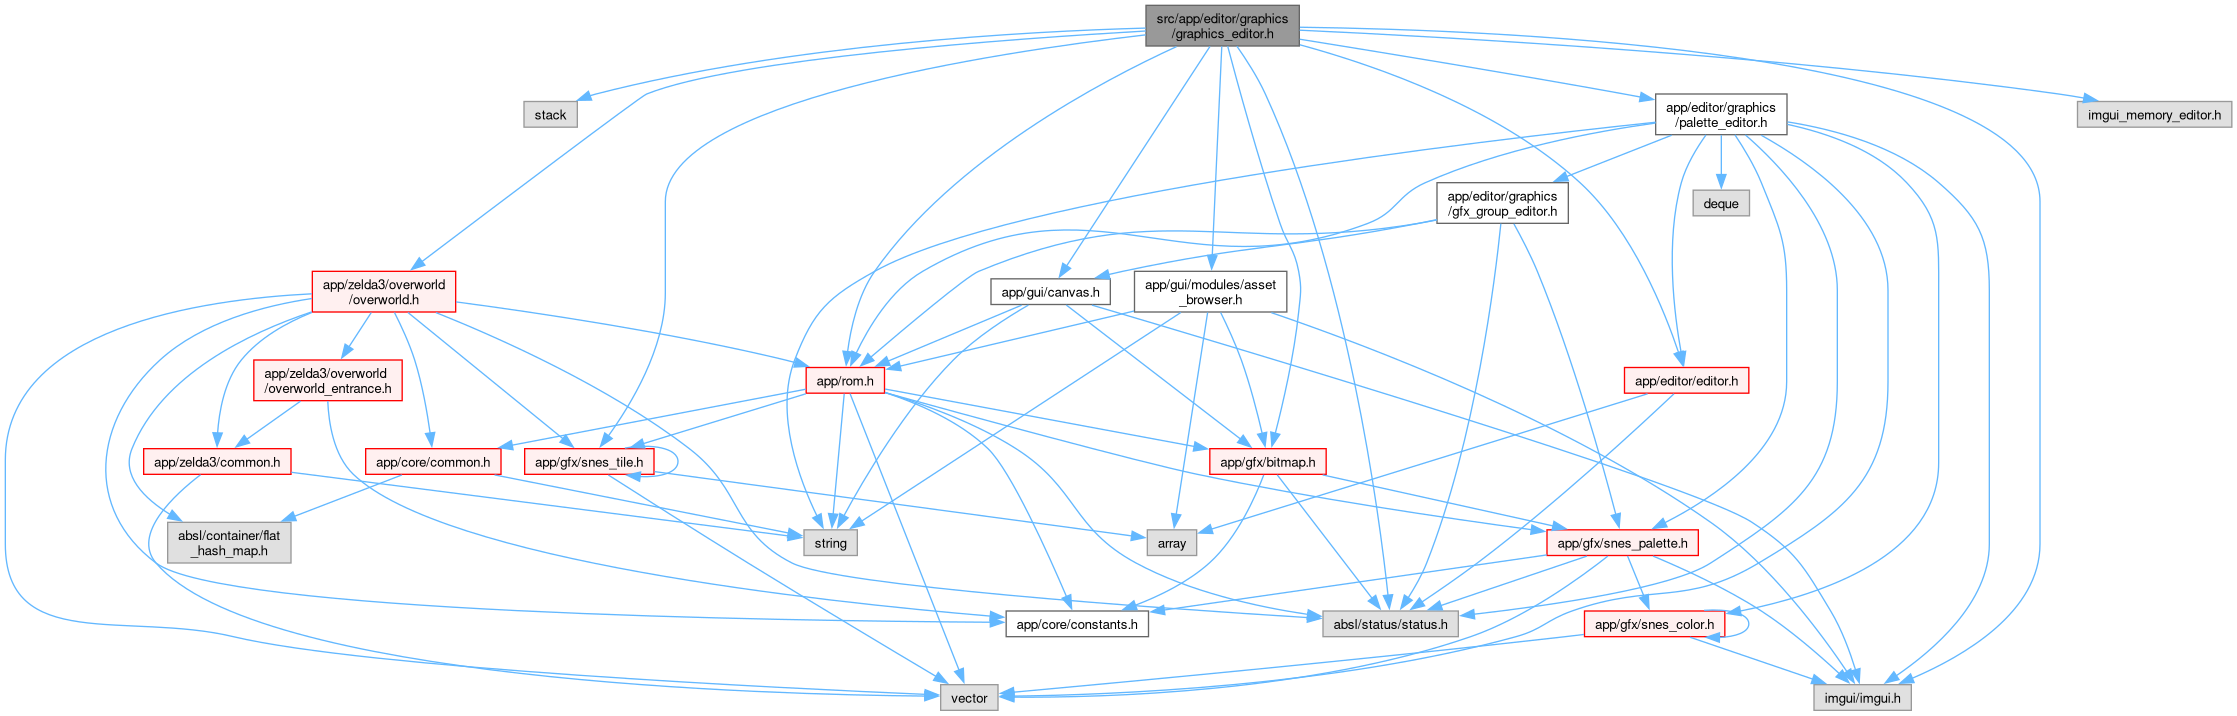 src/app/editor/graphics
/graphics_editor.h
stack
app/editor/graphics
/palette_editor.h
imgui_memory_editor.h
app/editor/graphics
/gfx_group_editor.h
deque
app/zelda3/overworld
/overworld.h
app/gui/canvas.h
app/gui/modules/asset
_browser.h
app/zelda3/overworld
/overworld_entrance.h
app/rom.h
app/editor/editor.h
app/zelda3/common.h
app/core/common.h
app/gfx/snes_tile.h
app/gfx/bitmap.h
absl/container/flat
_hash_map.h
string
array
app/gfx/snes_palette.h
app/core/constants.h
absl/status/status.h
app/gfx/snes_color.h
vector
imgui/imgui.h